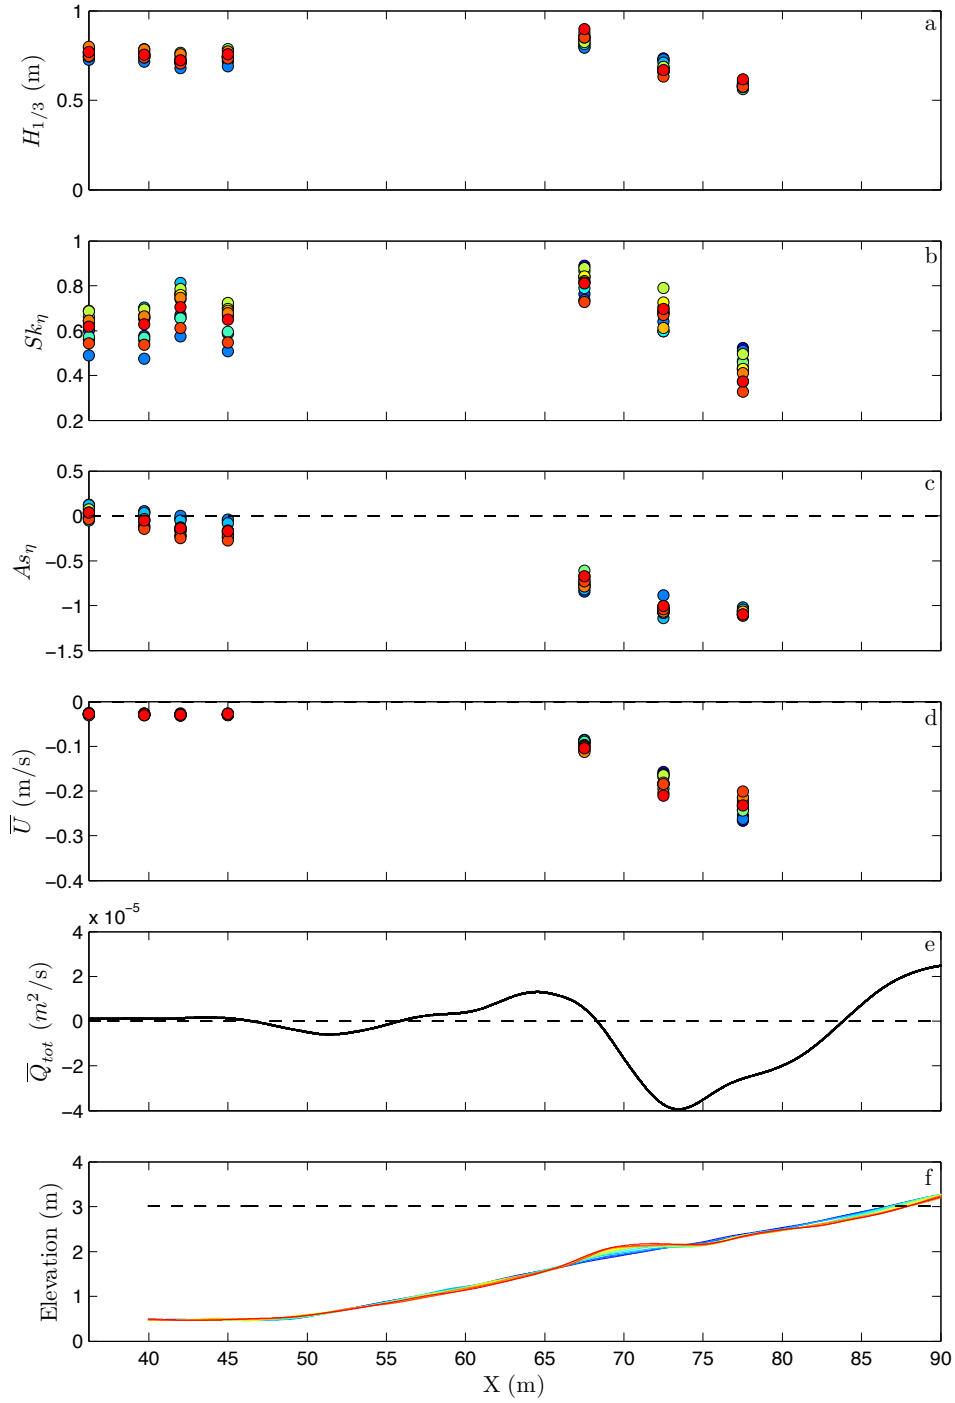 1
a
0.5
0
H1/3 (m)
1
b
0.8
0.6
0.4
0.2
Skη
0.5
c
0
−0.5
−1
−1.5
Asη
0
d
−0.1
−0.2
−0.3
−0.4
U (m/s)
x 10−5
4
e
2
0
−2
−4
Qtot (m2/s)
4
f
3
2
1
0
Elevation (m)
40 45 50 55 60 65 70 75 80 85 90
X (m)